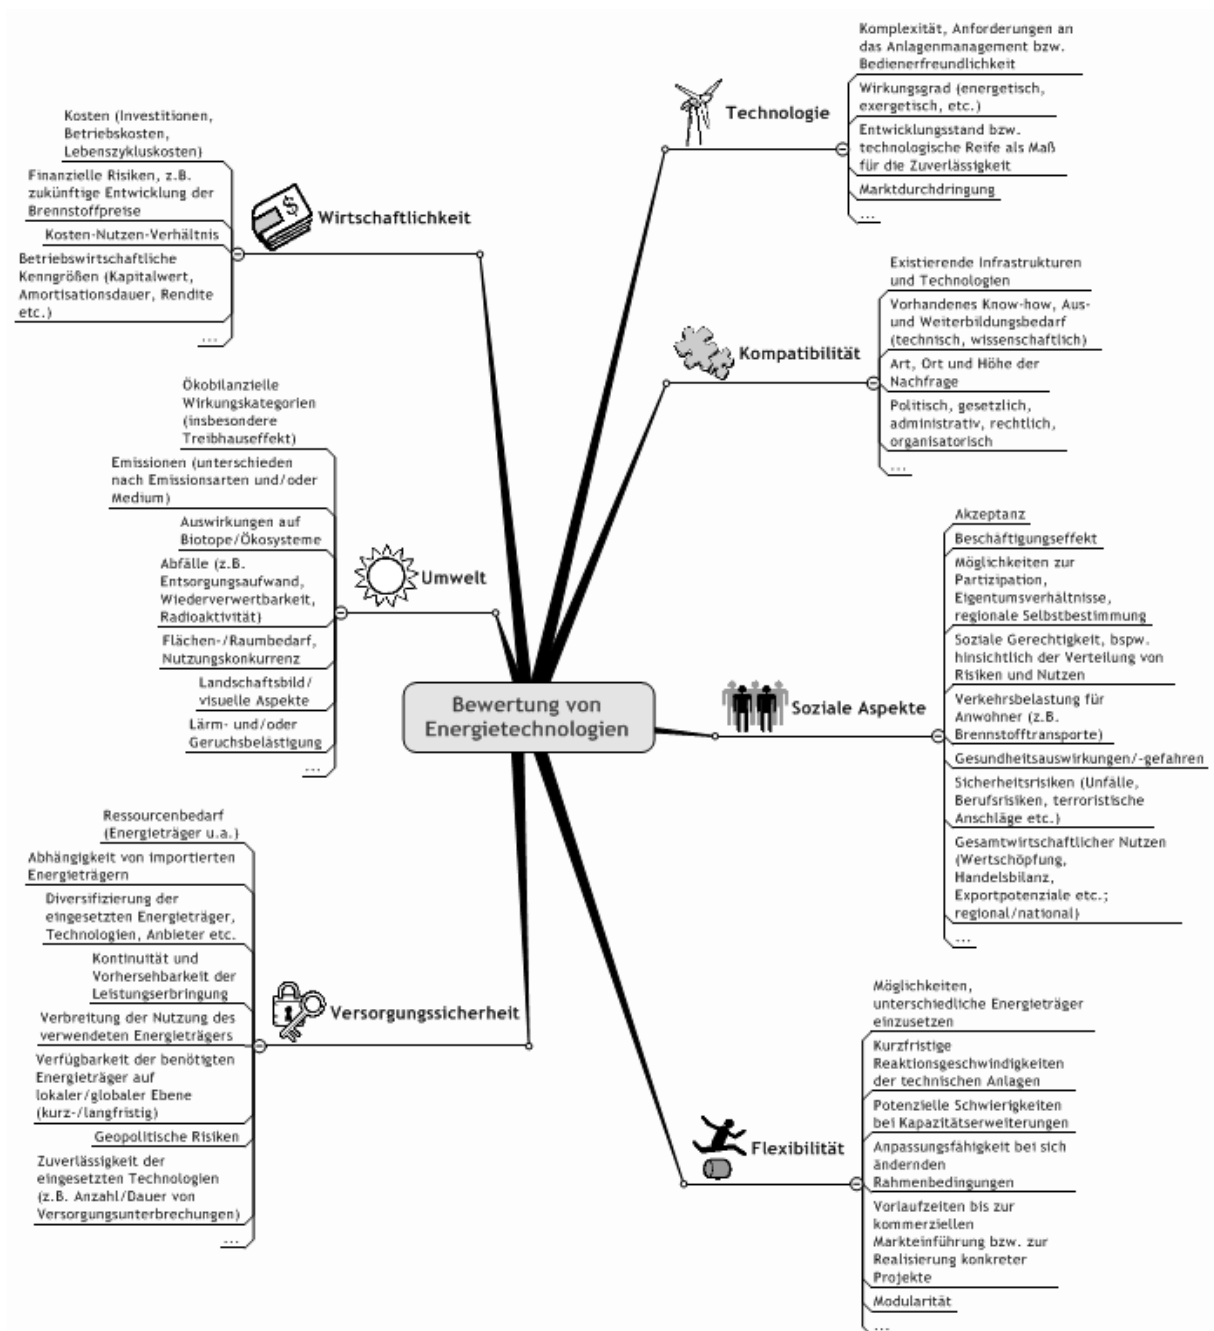 Bewertung von
Energietechnologien
Technologie
Komplexität, Anforderungen an
das Anlagenmanagement bzw.
Bedienerfreundlichkeit
Wirkungsgrad (energetisch,
exergetisch, etc.)
Entwicklungsstand bzw.
technologische Reife als Maß
für die Zuverlässigkeit
Marktdurchdringung
...
Kompatibilität
Existierende Infrastrukturen
und Technologien
Vorhandenes Know-how, Aus-
und Weiterbildungsbedarf
(technisch, wissenschaftlich)
Art, Ort und Höhe der
Nachfrage
Politisch, gesetzlich,
administrativ, rechtlich,
organisatorisch
...
Soziale Aspekte
Akzeptanz
Beschäftigungseffekt
Möglichkeiten zur
Partizipation,
Eigentumsverhältnisse,
regionale Selbstbestimmung
Soziale Gerechtigkeit, bspw.
hinsichtlich der Verteilung von
Risiken und Nutzen
Verkehrsbelastung für
Anwohner (z.B.
Brennstofftransporte)
Gesundheitsauswirkungen/-gefahren
Sicherheitsrisiken (Unfälle,
Berufsrisiken, terroristische
Anschläge etc.)
Gesamtwirtschaftlicher Nutzen
(Wertschöpfung,
Handelsbilanz,
Exportpotenziale etc.;
regional/national)
...
Flexibilität
Möglichkeiten,
unterschiedliche Energieträger
einzusetzen
Kurzfristige
Reaktionsgeschwindigkeiten
der technischen Anlagen
Potenzielle Schwierigkeiten
bei Kapazitätserweiterungen
Anpassungsfähigkeit bei sich
ändernden
Rahmenbedingungen
Vorlaufzeiten bis zur
kommerziellen
Markteinführung bzw. zur
Realisierung konkreter
Projekte
Modularität
...
Wirtschaftlichkeit
$
Kosten (Investitionen,
Betriebskosten,
Lebenszykluskosten)
Finanzielle Risiken, z.B.
zukünftige Entwicklung der
Brennstoffpreise
Kosten-Nutzen-Verhältnis
Betriebswirtschaftliche
Kenngrößen (Kapitalwert,
Amortisationsdauer, Rendite
etc.)
...
Umwelt
Ökobilanzielle
Wirkungskategorien
(insbesondere
Treibhauseffekt)
Emissionen (unterschieden
nach Emissionsarten und/oder
Medium)
Auswirkungen auf
Biotope/Ökosysteme
Abfälle (z.B.
Entsorgungsaufwand,
Wiederverwertbarkeit,
Radioaktivität)
Flächen-/Raumbedarf,
Nutzungskonkurrenz
Landschaftsbild/
visuelle Aspekte
Lärm- und/oder
Geruchsbelästigung
...
Versorgungssicherheit
Ressourcenbedarf
(Energieträger u.a.)
Abhängigkeit von importierten
Energieträgern
Diversifizierung der
eingesetzten Energieträger,
Technologien, Anbieter etc.
Kontinuität und
Vorhersehbarkeit der
Leistungserbringung
Verbreitung der Nutzung des
verwendeten Energieträgers
Verfügbarkeit der benötigten
Energieträger auf
lokaler/globaler Ebene
(kurz-/langfristig)
Geopolitische Risiken
Zuverlässigkeit der
eingesetzten Technologien
(z.B. Anzahl/Dauer von
Versorgungsunterbrechungen)
...